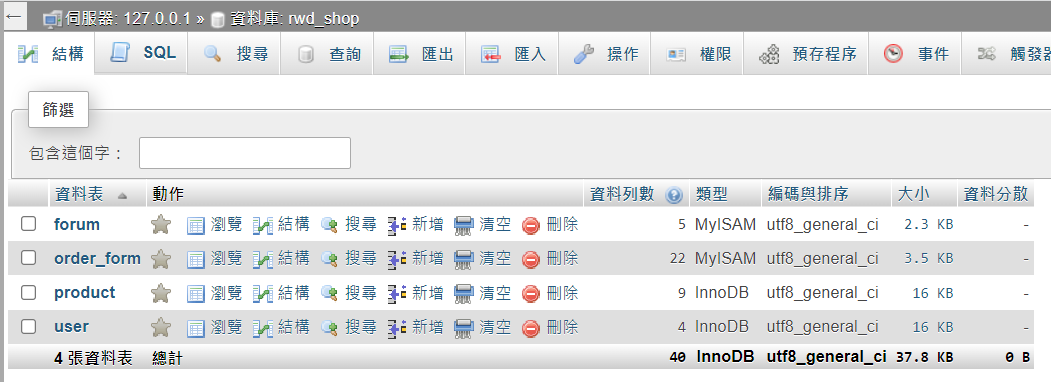 ← 伺服器: 127.0.0.1 » 資料庫: rwd_shop
結構 SQL 搜尋 查詢 匯出 匯入 操作 權限 預存程序 事件 觸發器
篩選
包含這個字：
資料表 動作 資料列數 類型 編碼與排序 大小 資料分散
forum 瀏覽 結構 搜尋 新增 清空 刪除 5 MyISAM utf8_general_ci 2.3 KB -
order_form 瀏覽 結構 搜尋 新增 清空 刪除 22 MyISAM utf8_general_ci 3.5 KB -
product 瀏覽 結構 搜尋 新增 清空 刪除 9 InnoDB utf8_general_ci 16 KB -
user 瀏覽 結構 搜尋 新增 清空 刪除 4 InnoDB utf8_general_ci 16 KB -
4 張資料表 總計 40 InnoDB utf8_general_ci 37.8 KB 0 B